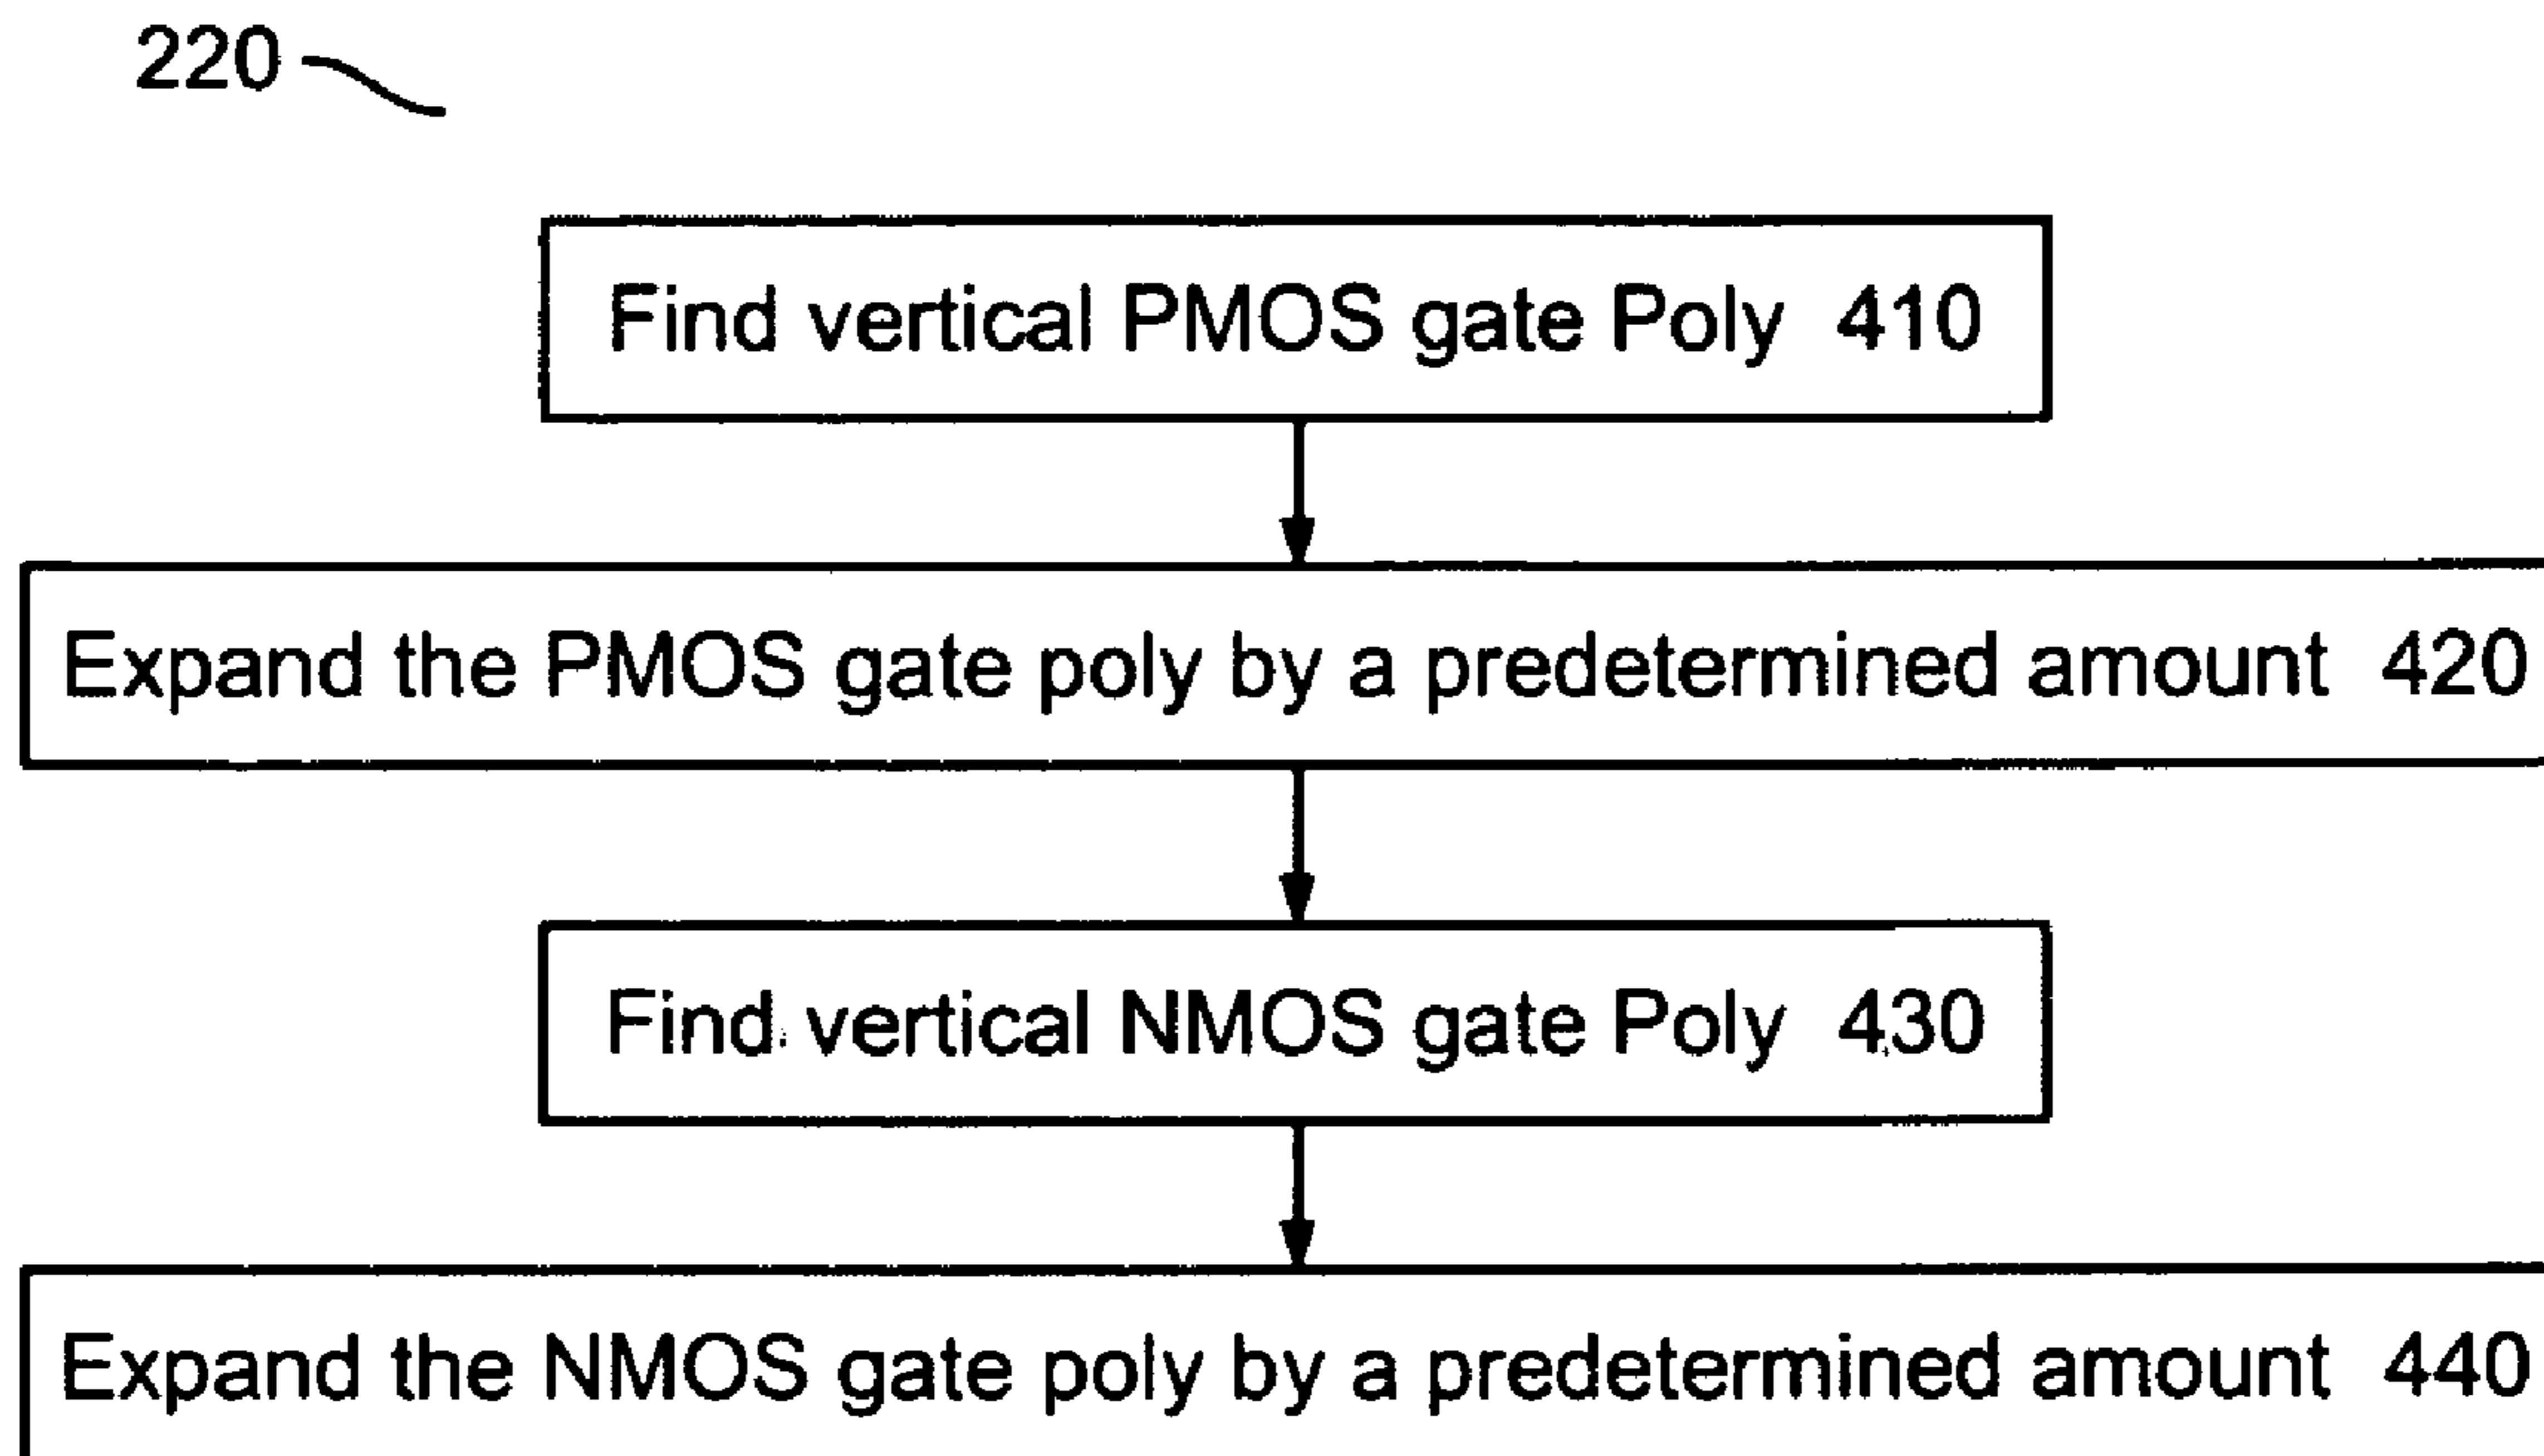 220
Find vertical PMOS gate Poly 410
Expand the PMOS gate poly by a predetermined amount 420
Find vertical NMOS gate Poly 430
Expand the NMOS gate poly by a predetermined amount 440